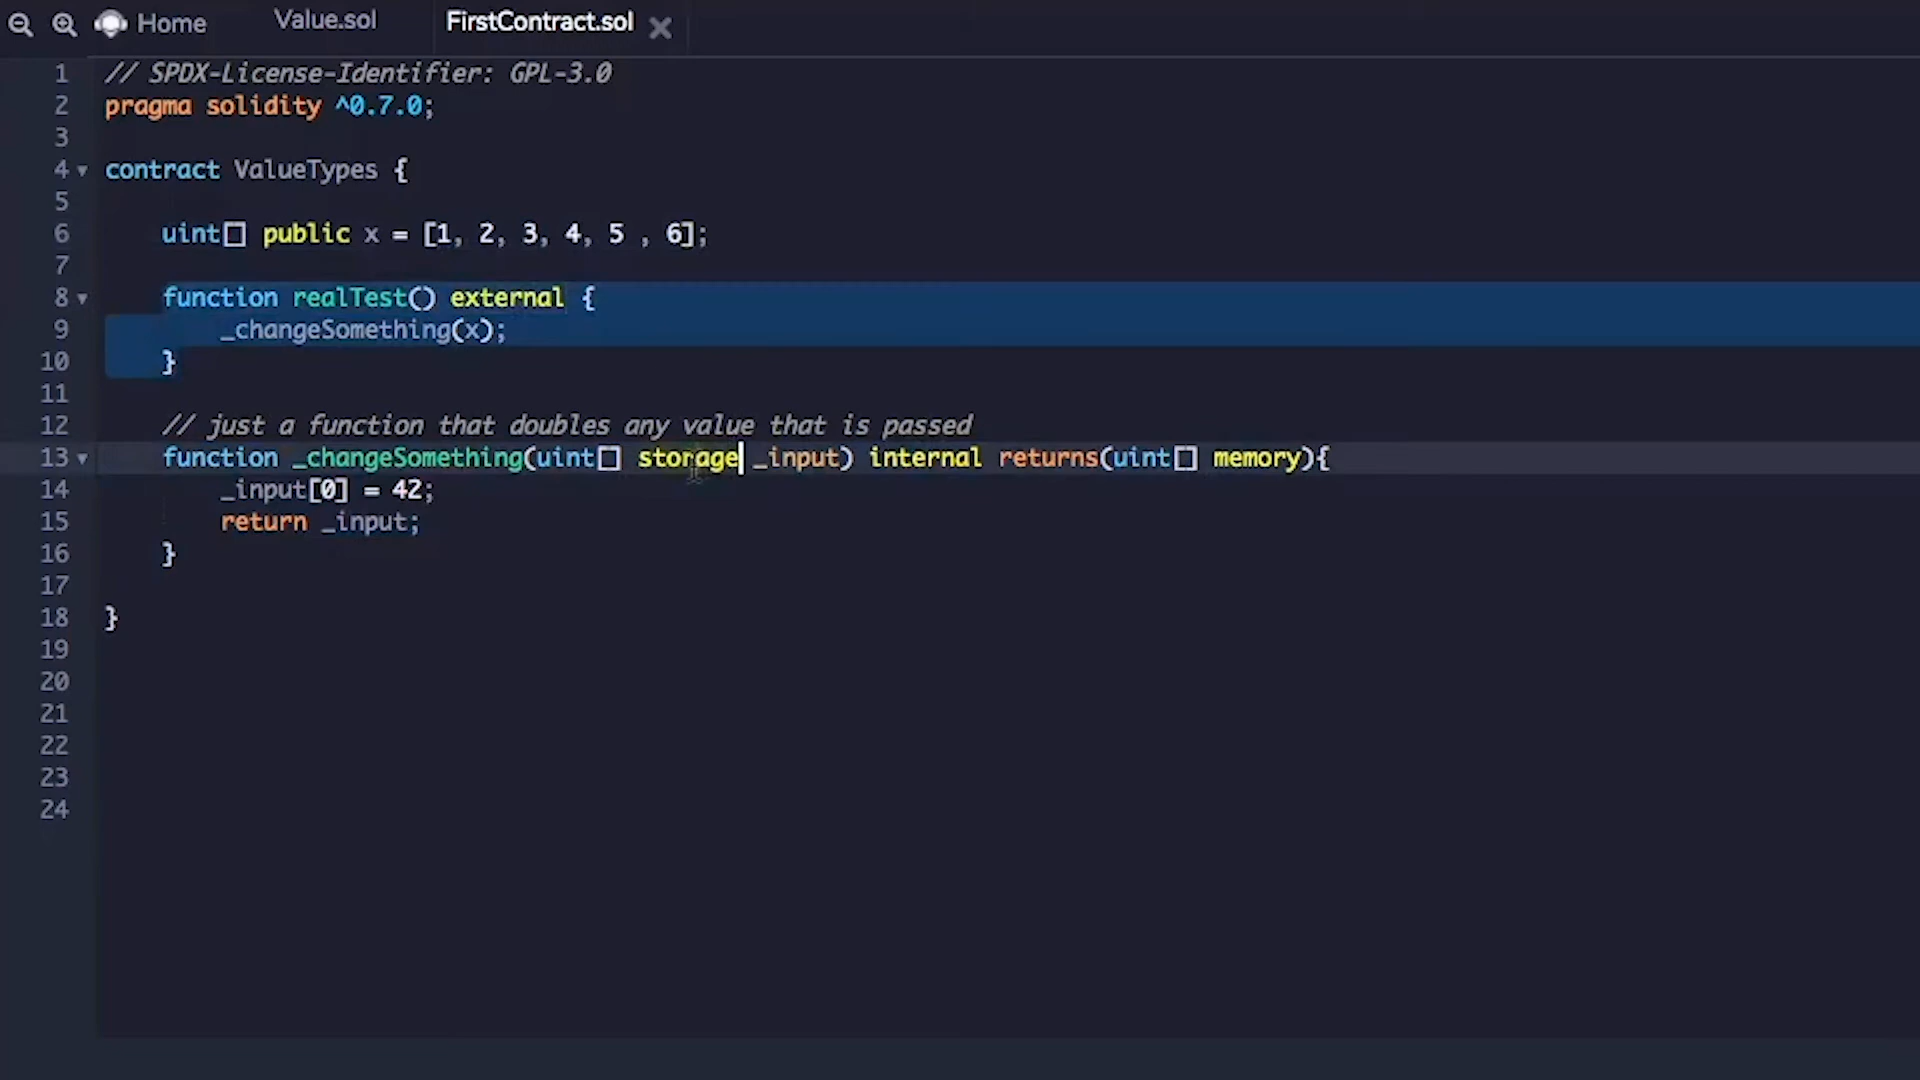 Home Value.sol FirstContract.sol
1 // SPDX-License-Identifier: GPL-3.0
2 pragma solidity ^0.7.0;
3
4 contract ValueTypes {
5
6 uint[] public x = [1, 2, 3, 4, 5 , 6];
7
8 function realTest() external {
9 _changeSomething(x);
10 }
11
12 // just a function that doubles any value that is passed
13 function _changeSomething(uint[] storage _input) internal returns(uint[] memory){
14 _input[0] = 42;
15 return _input;
16 }
17
18 }
19
20
21
22
23
24